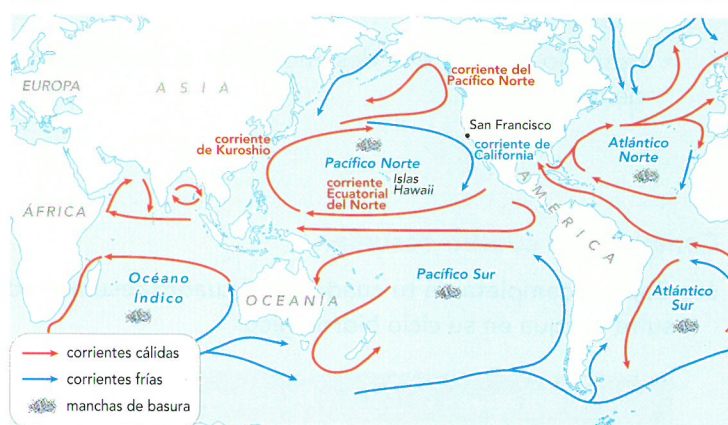 EUROPA
ASIA
ÁFRICA
OCEANÍA
AMÉRICA
corriente del
Pacífico Norte
corriente
de Kuroshio
San Francisco
corriente de
California
Pacífico Norte
Islas
Hawaii
corriente
Ecuatorial
del Norte
Atlántico
Norte
Océano
Índico
Pacífico Sur
Atlántico
Sur
corrientes cálidas
corrientes frías
manchas de basura